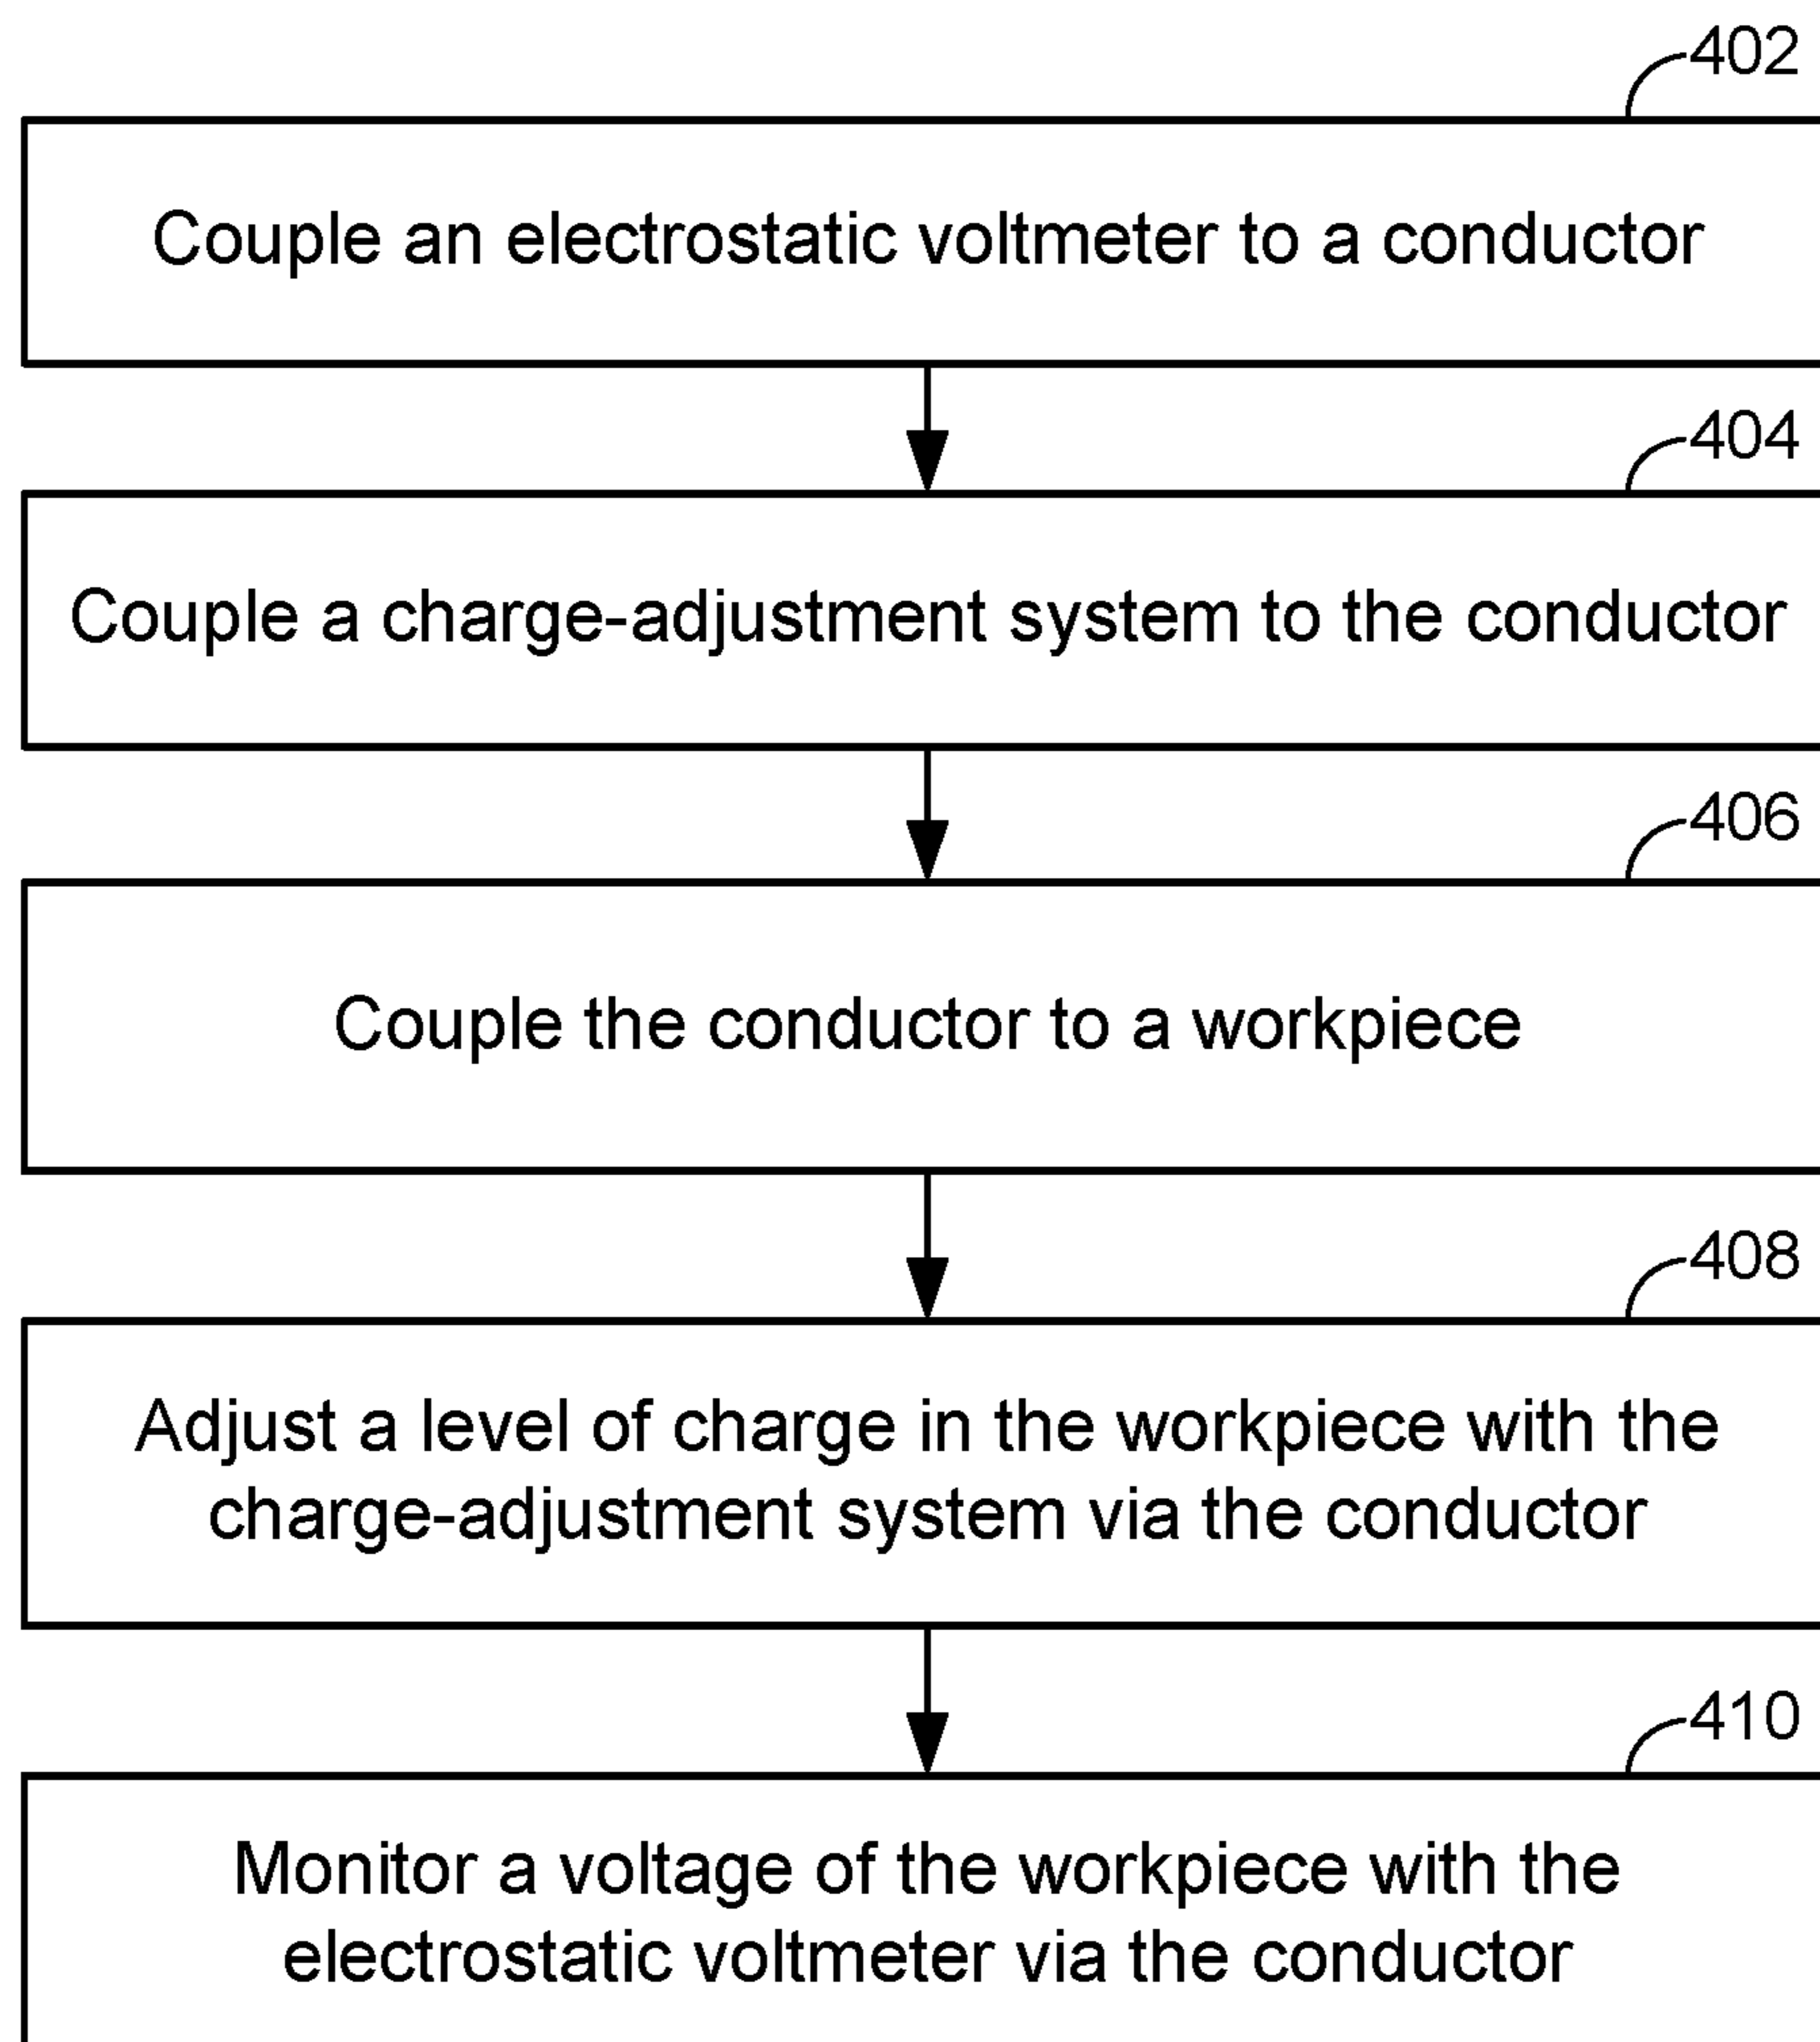 402
Couple an electrostatic voltmeter to a conductor
404
Couple a charge-adjustment system to the conductor
406
Couple the conductor to a workpiece
408
Adjust a level of charge in the workpiece with the
charge-adjustment system via the conductor
410
Monitor a voltage of the workpiece with the
electrostatic voltmeter via the conductor